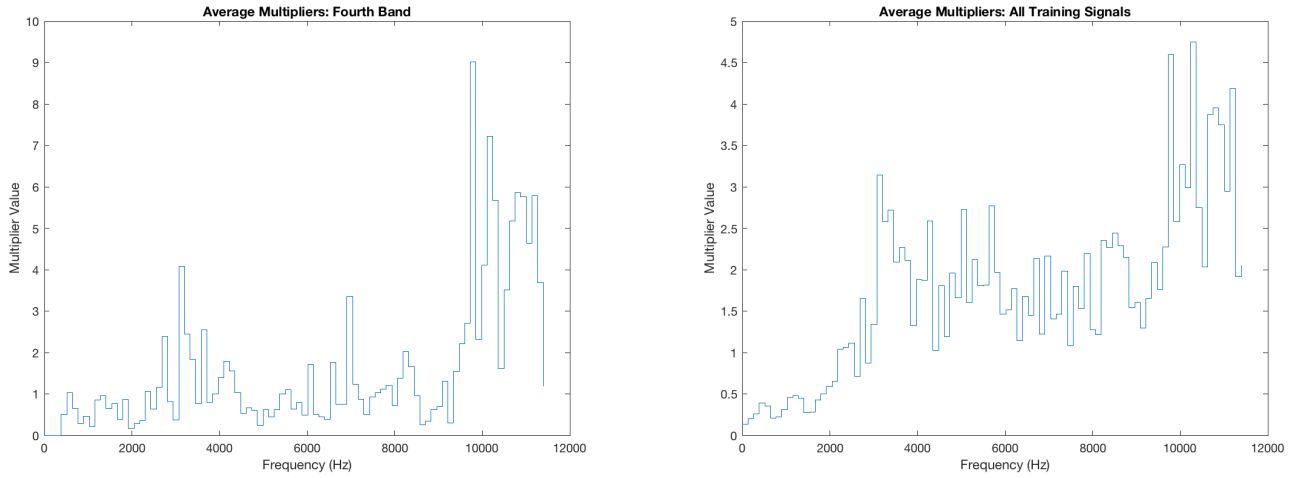 Average Multipliers: Fourth Band
10
9
8
7
6
5
4
3
2
1
0
Multiplier Value
0 2000 4000 6000 8000 10000 12000
Frequency (Hz)
Average Multipliers: All Training Signals
5
4.5
4
3.5
3
2.5
2
1.5
1
0.5
0
Multiplier Value
0 2000 4000 6000 8000 10000 12000
Frequency (Hz)